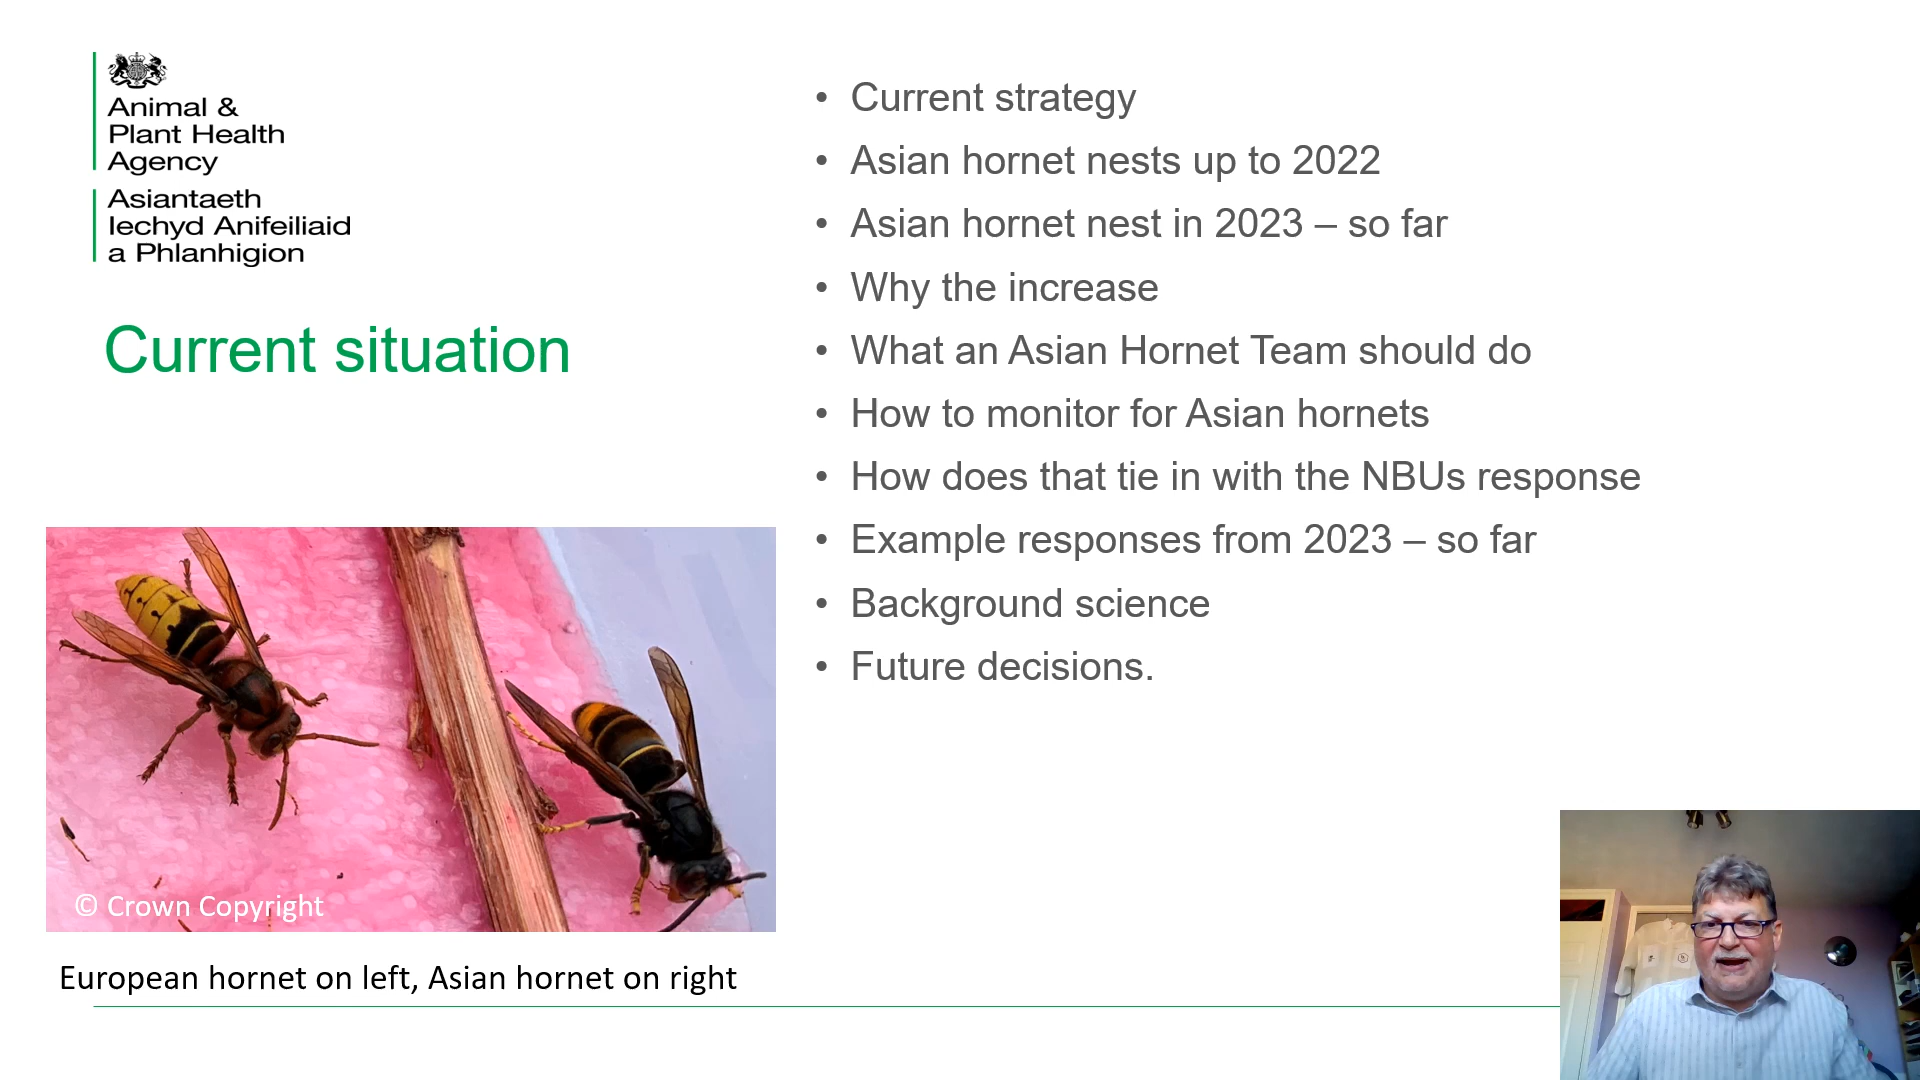 Animal &
Plant Health
Agency
Asiantaeth
Iechyd Anifeiliaid
a Phlanhigion
Current situation
• Current strategy
• Asian hornet nests up to 2022
• Asian hornet nest in 2023 – so far
• Why the increase
• What an Asian Hornet Team should do
• How to monitor for Asian hornets
• How does that tie in with the NBUs response
• Example responses from 2023 – so far
• Background science
• Future decisions.
© Crown Copyright
European hornet on left, Asian hornet on right